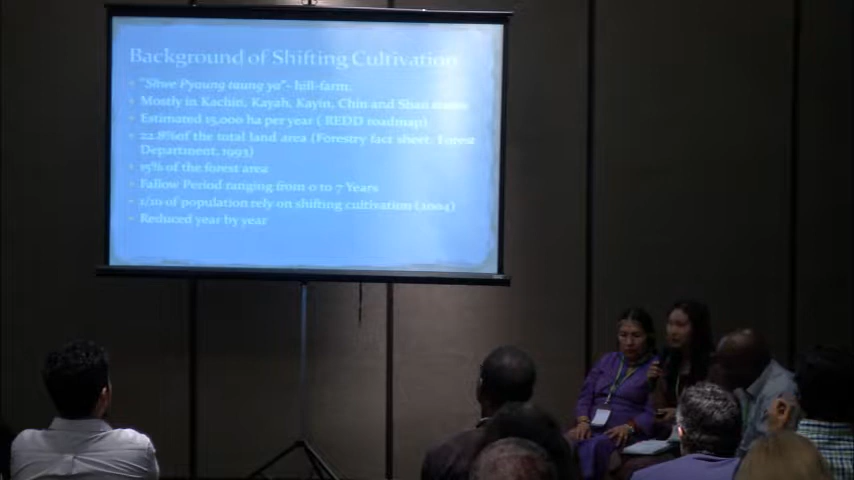 Background of Shifting Cultivation
"Shwe Pyaung taung ya"- hill-farm.
Mostly in Kachin, Kayah, Kayin, Chin and Shan states
Estimated 15,000 ha per year ( REDD roadmap)
22.8%of the total land area (Forestry fact sheet, Forest
Department, 1993)
15% of the forest area
Fallow Period ranging from 0 to 7 Years
1/10 of population rely on shifting cultivation (2004)
Reduced year by year